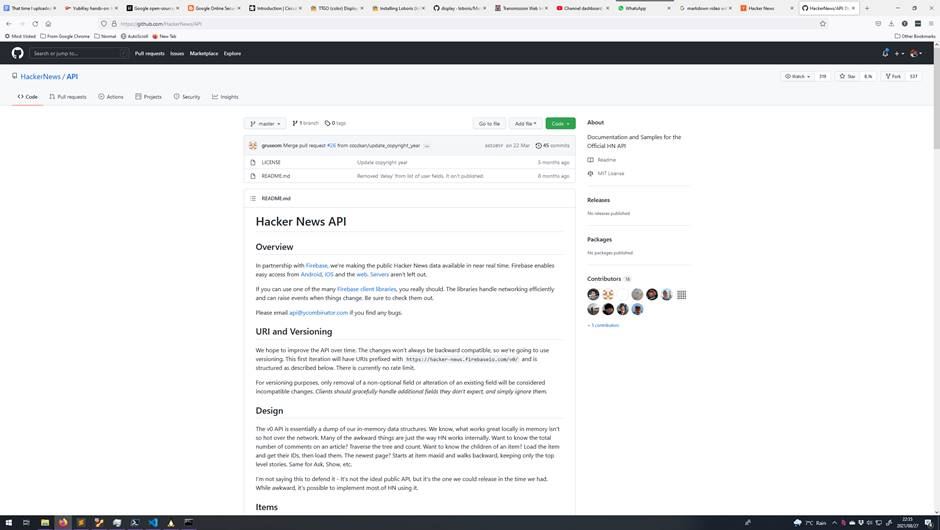 That time I uploade
YubiKey hands-on
Google open-sour
Google Online Sec
Introduction | Circui
TTGO (color) Displa
Installing Loboris (l
display · loboris/Mi
Transmission Web I
Channel dashboard
WhatsApp
markdown video wi
Hacker News
HackerNews/API: D
https://github.com/HackerNews/API
Most Visited From Google Chrome Normal AutoScroll New Tab Other Bookmarks
Search or jump to... / Pull requests Issues Marketplace Explore
HackerNews / API
Watch 319 Star 8.1k Fork 537
Code Pull requests Actions Projects Security Insights
master 1 branch 0 tags Go to file Add file Code
gruseom Merge pull request #26 from cozzkan/update_copyright_year ... on 22 Mar 45 commits
LICENSE Update copyright year 5 months ago
README.md Removed 'delay' from list of user fields. It isn't published. 8 months ago
README.md
Hacker News API
Overview
In partnership with Firebase, we're making the public Hacker News data available in near real time. Firebase enables
easy access from Android, iOS and the web. Servers aren't left out.
If you can use one of the many Firebase client libraries, you really should. The libraries handle networking efficiently
and can raise events when things change. Be sure to check them out.
Please email api@ycombinator.com if you find any bugs.
URI and Versioning
We hope to improve the API over time. The changes won't always be backward compatible, so we're going to use
versioning. This first iteration will have URIs prefixed with https://hacker-news.firebaseio.com/v0/ and is
structured as described below. There is currently no rate limit.
For versioning purposes, only removal of a non-optional field or alteration of an existing field will be considered
incompatible changes. Clients should gracefully handle additional fields they don't expect, and simply ignore them.
Design
The v0 API is essentially a dump of our in-memory data structures. We know, what works great locally in memory isn't
so hot over the network. Many of the awkward things are just the way HN works internally. Want to know the total
number of comments on an article? Traverse the tree and count. Want to know the children of an item? Load the item
and get their IDs, then load them. The newest page? Starts at item maxid and walks backward, keeping only the top
level stories. Same for Ask, Show, etc.
I'm not saying this to defend it - It's not the ideal public API, but it's the one we could release in the time we had.
While awkward, it's possible to implement most of HN using it.
Items
About
Documentation and Samples for the
Official HN API
Readme
MIT License
Releases
No releases published
Packages
No packages published
Contributors 16
+ 5 contributors
7°C Rain
22:35
2021/08/27